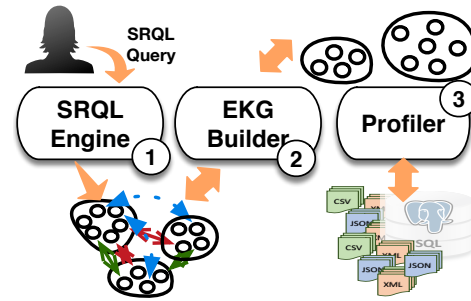 SRQL
Query
SRQL
Engine
1
EKG
Builder
2
Profiler
3
CSV
JSON
SQL
CSV
JSON
XML
JSON
XML